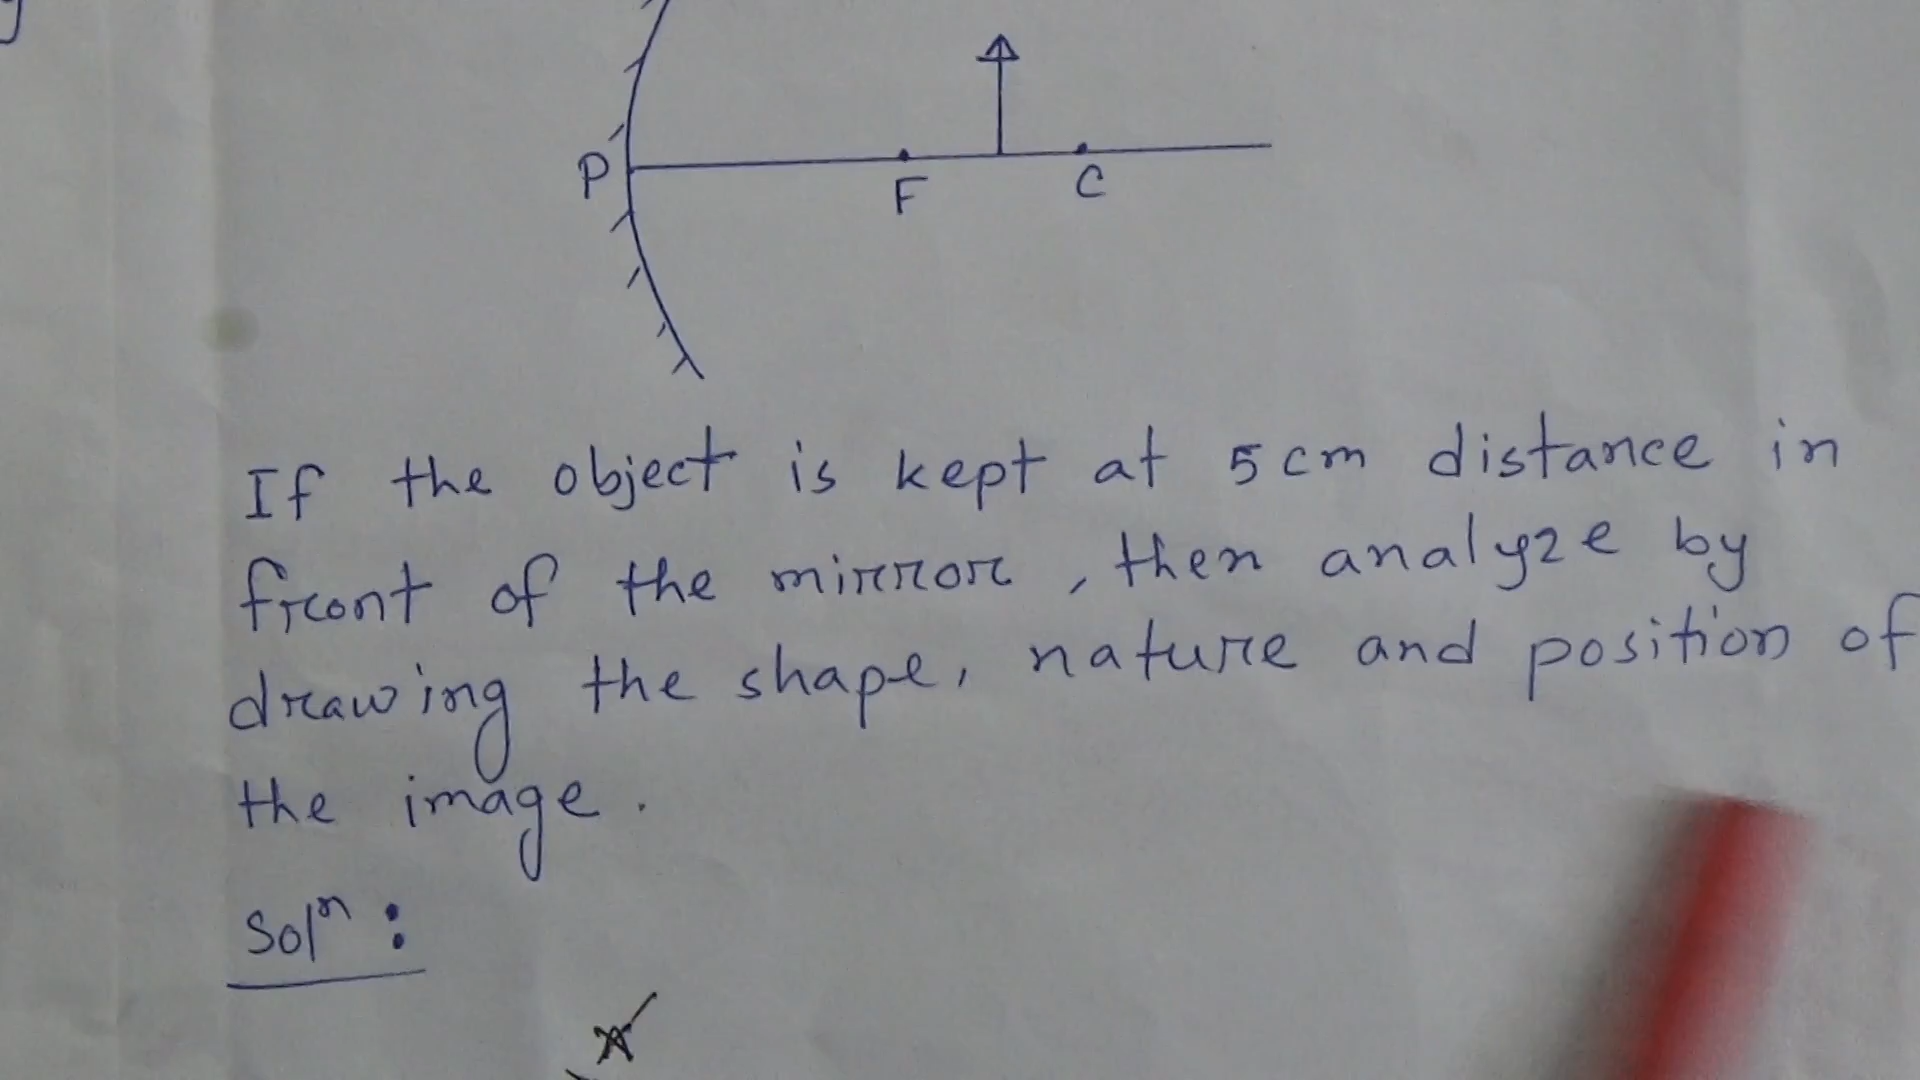 P
F
C
If the object is kept at 5 cm distance in
front of the mirror, then analyze by
drawing the shape, nature and position of
the image.
Solⁿ :